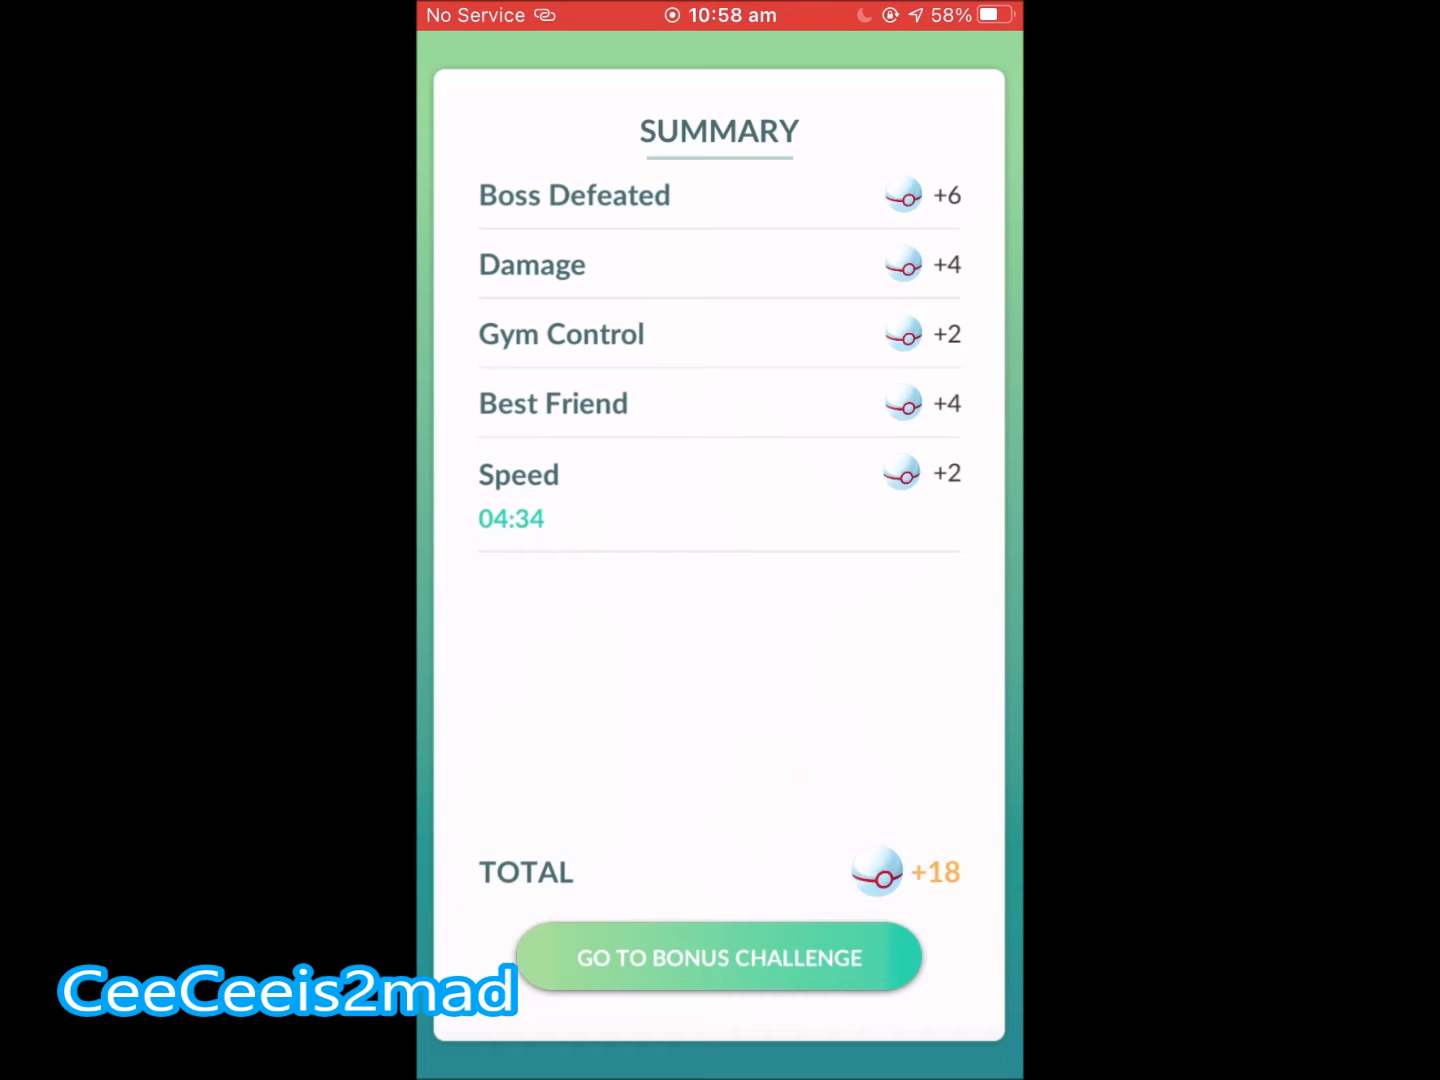 No Service 10:58 am 58%
SUMMARY
Boss Defeated +6
Damage +4
Gym Control +2
Best Friend +4
Speed +2
04:34
TOTAL +18
GO TO BONUS CHALLENGE
CeeCeeis2mad